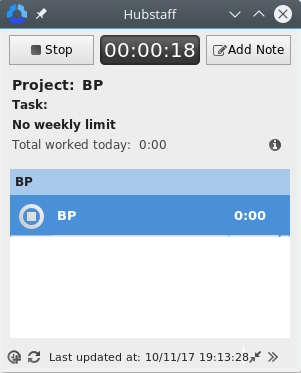 Hubstaff
Stop 00:00:18 Add Note
Project: BP
Task:
No weekly limit
Total worked today: 0:00
BP
BP 0:00
Last updated at: 10/11/17 19:13:28